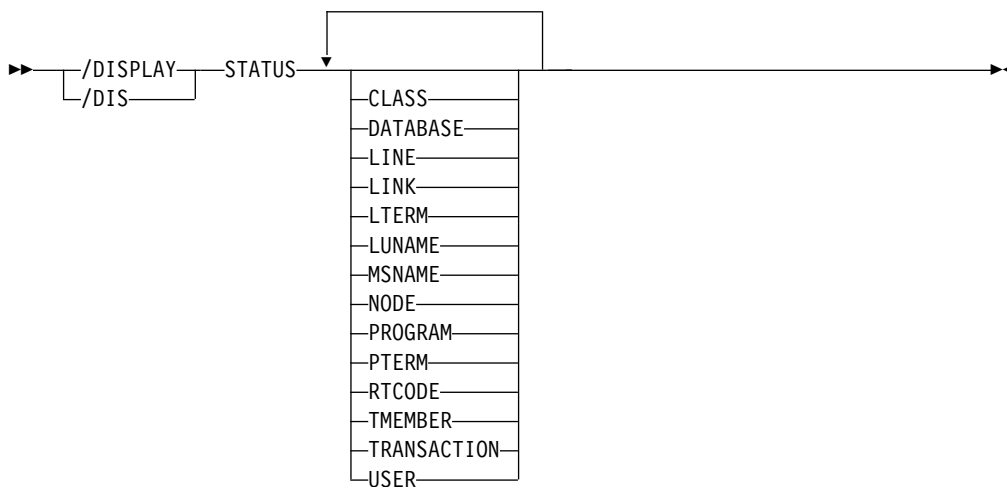 /DISPLAY STATUS
/DIS
CLASS
DATABASE
LINE
LINK
LTERM
LUNAME
MSNAME
NODE
PROGRAM
PTERM
RTCODE
TMEMBER
TRANSACTION
USER